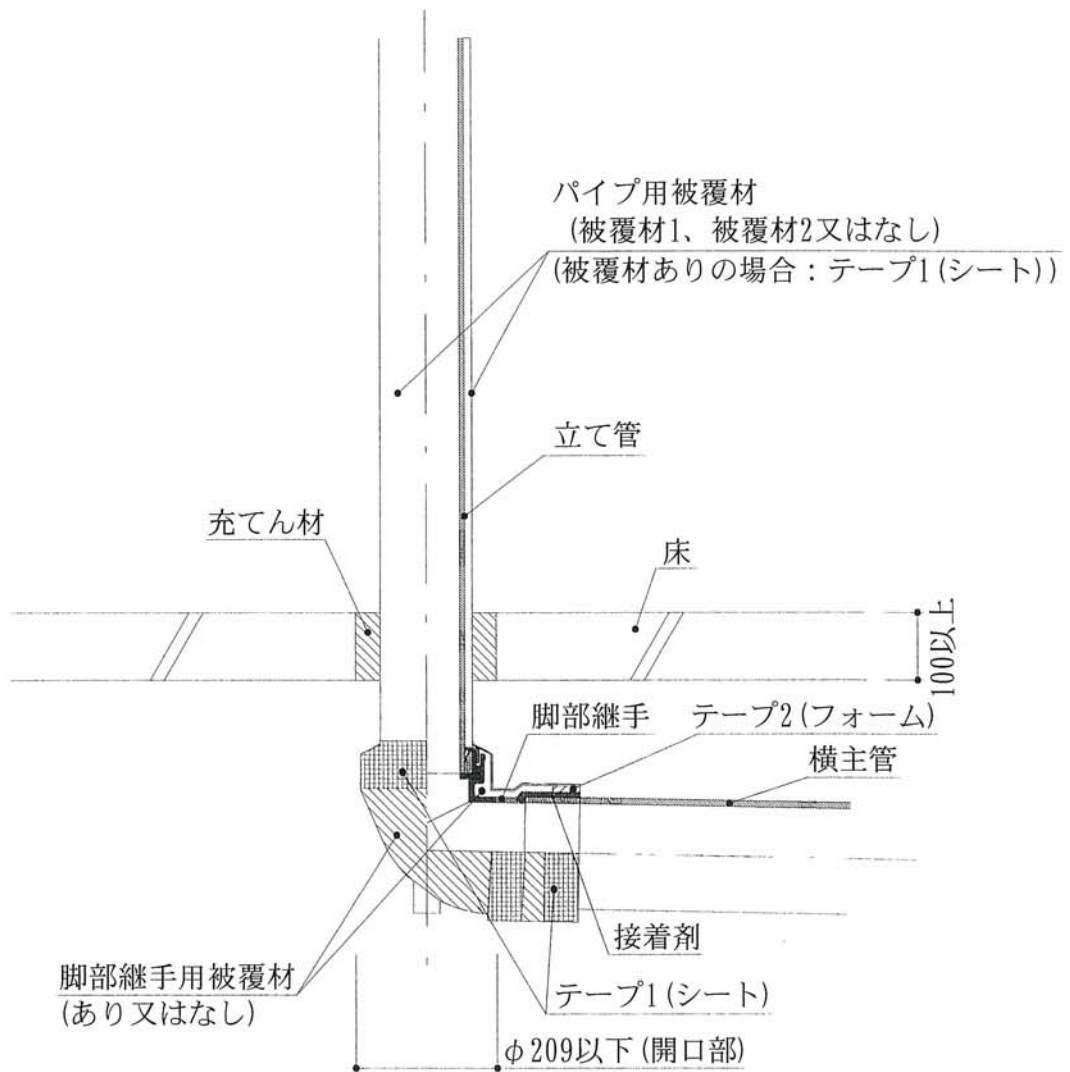 パイプ用被覆材
(被覆材1、被覆材2又はなし)
(被覆材ありの場合：テープ1(シート))
立て管
充てん材
床
100以上
脚部継手
テープ2(フォーム)
横主管
接着剤
脚部継手用被覆材
(あり又はなし)
テープ1(シート)
φ209以下(開口部)